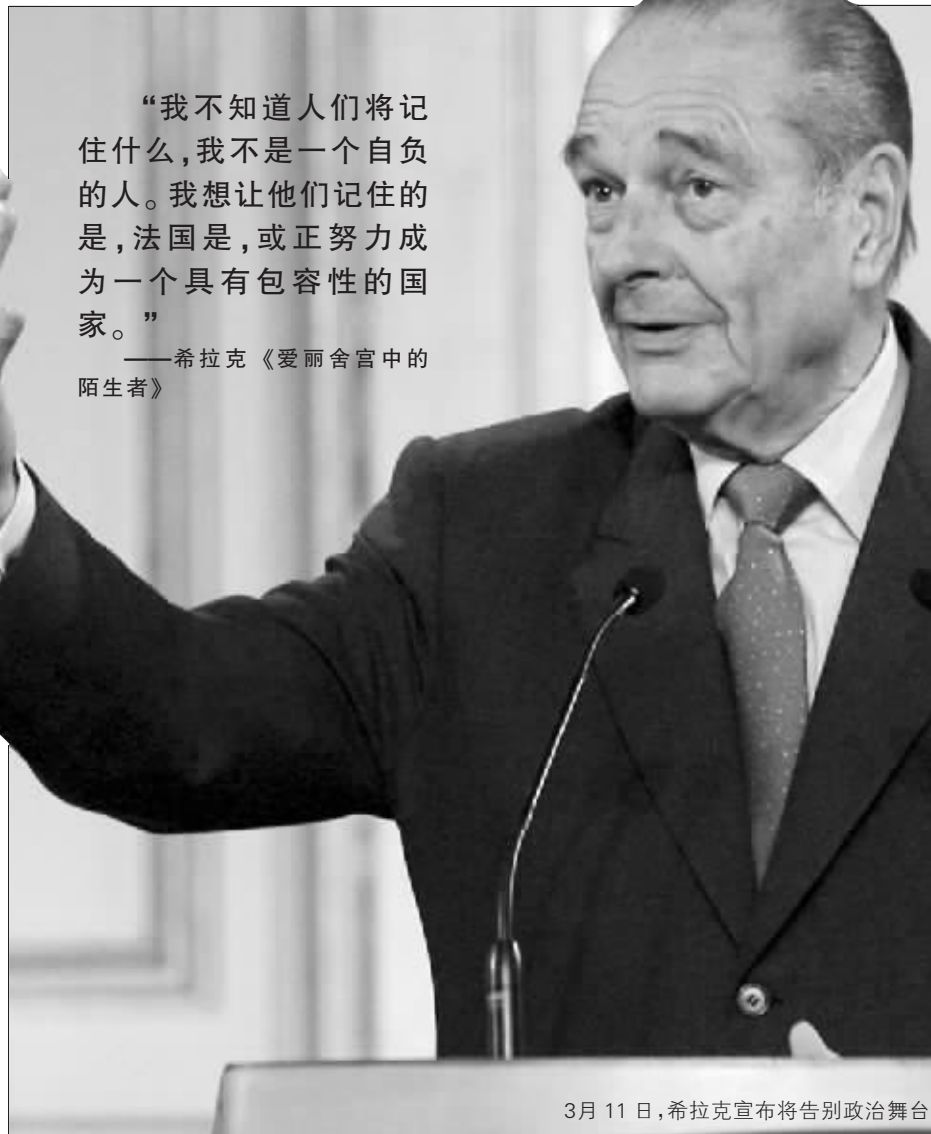 “我不知道人们将记
住什么,我不是一个自负
的人。我想让他们记住的
是,法国是,或正努力成
为一个具有包容性的国
家。”
——希拉克《爱丽舍宫中的
陌生者》
3月 11 日,希拉克宣布将告别政治舞台